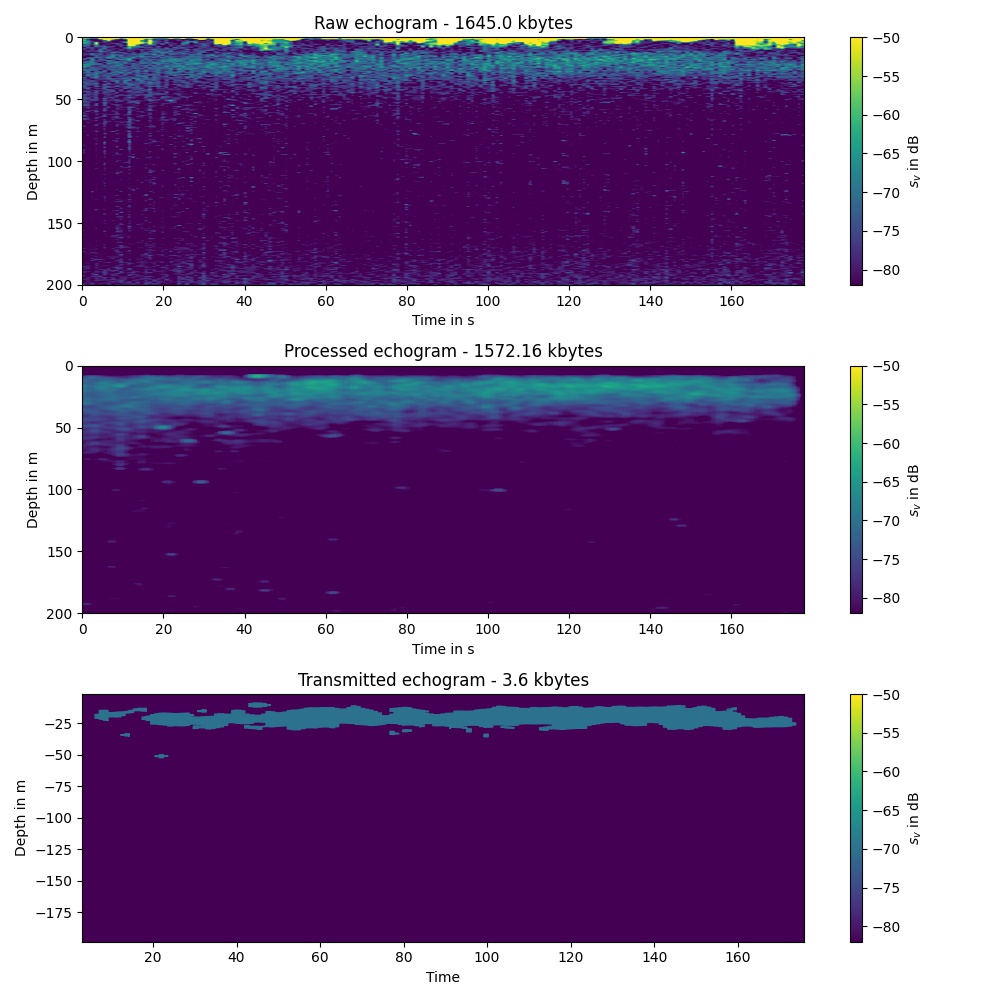 Raw echogram - 1645.0 kbytes
0
50
100
150
200
Depth in m
0 20 40 60 80 100 120 140 160
Time in s
−50
−55
−60
−65
−70
−75
−80
sv in dB
Processed echogram - 1572.16 kbytes
0
50
100
150
200
Depth in m
0 20 40 60 80 100 120 140 160
Time in s
−50
−55
−60
−65
−70
−75
−80
sv in dB
Transmitted echogram - 3.6 kbytes
−25
−50
−75
−100
−125
−150
−175
Depth in m
20 40 60 80 100 120 140 160
Time
−50
−55
−60
−65
−70
−75
−80
sv in dB